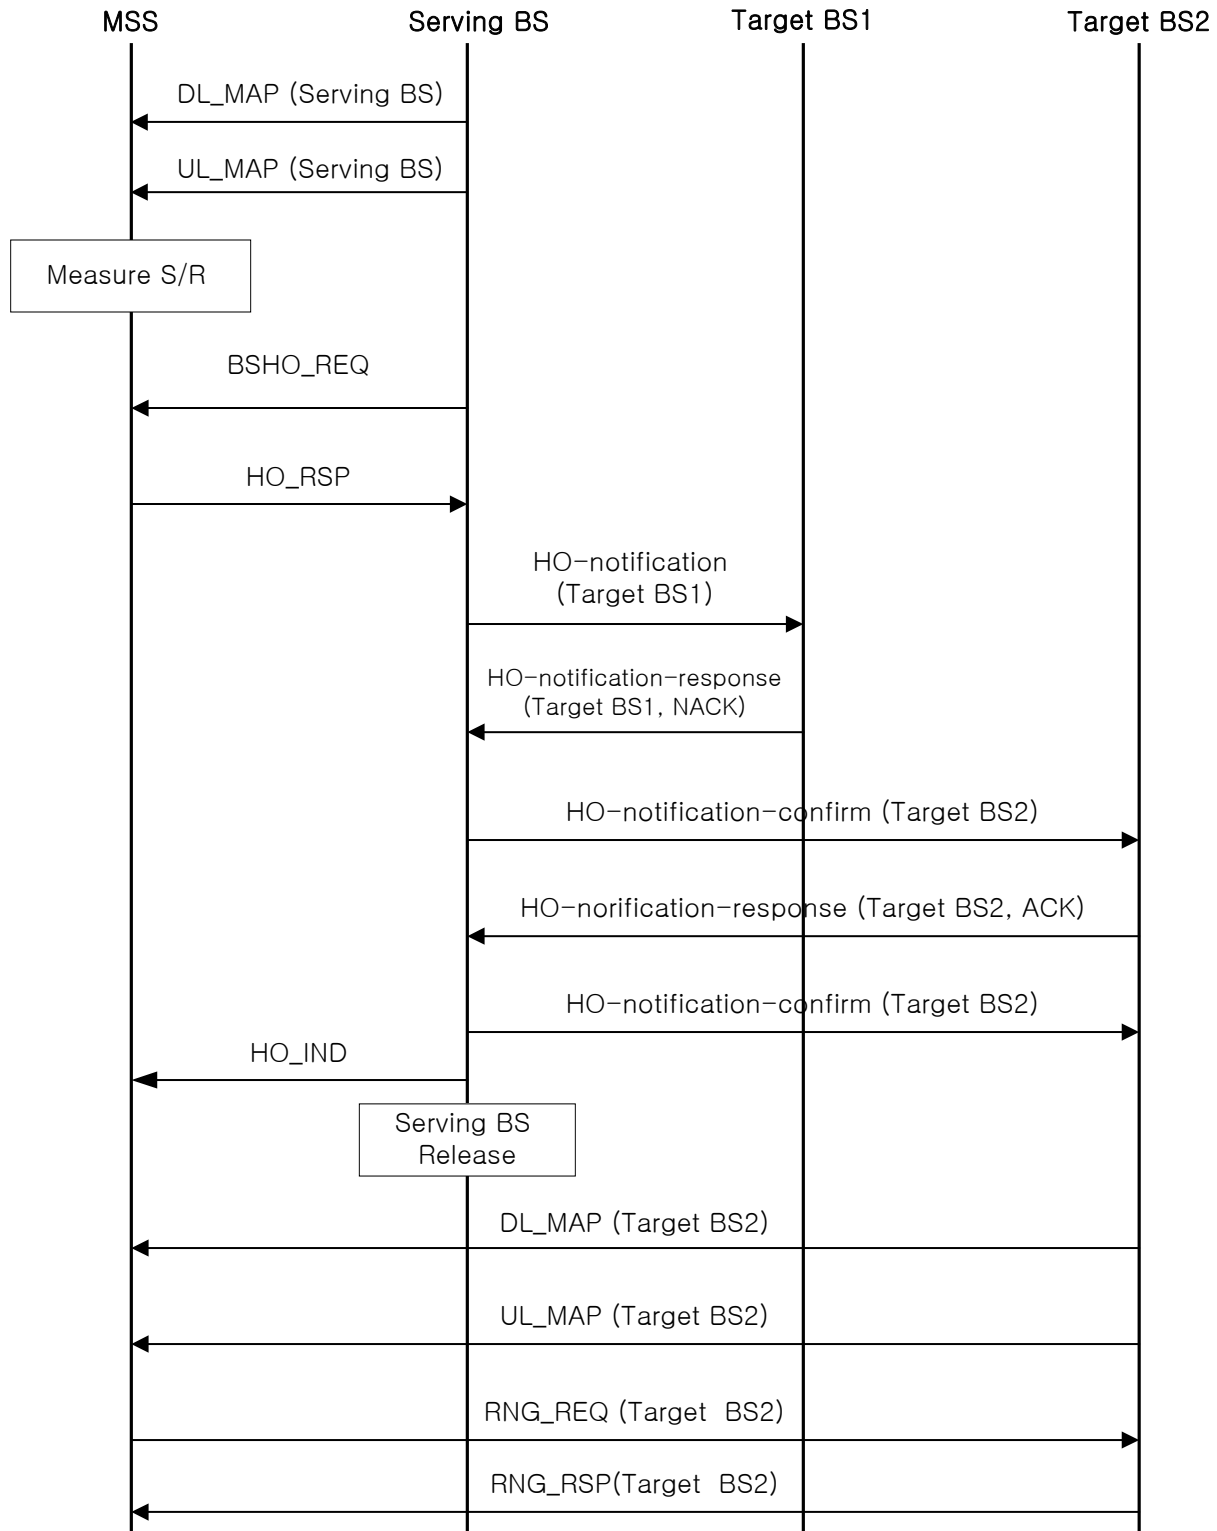 MSS Serving BS Target BS1 Target BS2
DL_MAP (Serving BS)
UL_MAP (Serving BS)
Measure S/R
BSHO_REQ
HO_RSP
HO-notification
(Target BS1)
HO-notification-response
(Target BS1, NACK)
HO-notification-confirm (Target BS2)
HO-norification-response (Target BS2, ACK)
HO-notification-confirm (Target BS2)
HO_IND
Serving BS
Release
DL_MAP (Target BS2)
UL_MAP (Target BS2)
RNG_REQ (Target BS2)
RNG_RSP(Target BS2)